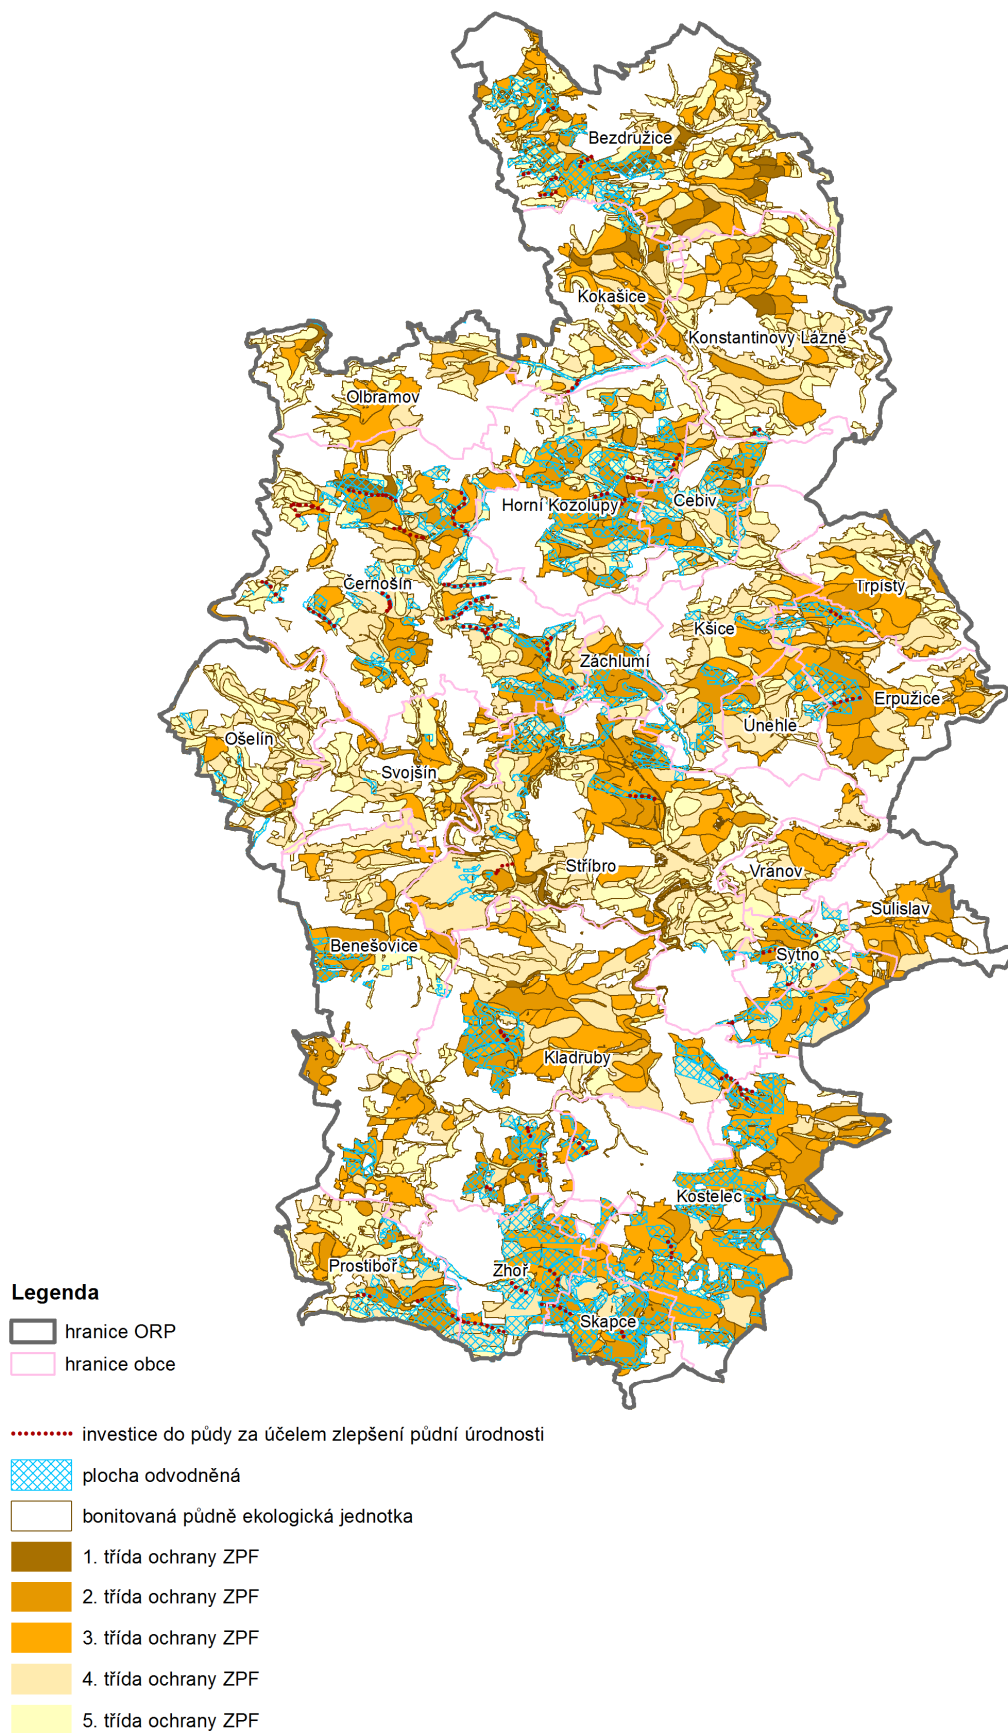 Bezdružice
Kokašice
Konstantinovy Lázně
Olbramov
Horní Kozolupy
Cebiv
Černošín
Trpísty
Kšice
Záchlumí
Erpužice
Únehle
Ošelín
Svojšín
Stříbro
Vranov
Sulislav
Benešovice
Sytno
Kladruby
Kostelec
Prostiboř
Zhoř
Skapce
Legenda
hranice ORP
hranice obce
investice do půdy za účelem zlepšení půdní úrodnosti
plocha odvodněná
bonitovaná půdně ekologická jednotka
1. třída ochrany ZPF
2. třída ochrany ZPF
3. třída ochrany ZPF
4. třída ochrany ZPF
5. třída ochrany ZPF